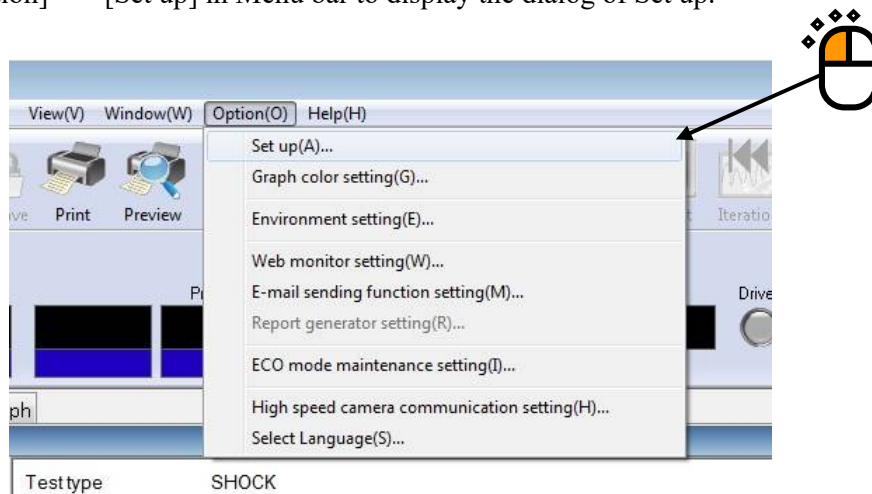 [Set up] in Menu bar to display the dialog of Set up.
View(V) Window(W) Option(O) Help(H)
Set up(A)...
Graph color setting(G)...
Print Preview
Environment setting(E)...
Iteratio
Web monitor setting(W)...
E-mail sending function setting(M)...
Drive
Report generator setting(R)...
ECO mode maintenance setting(I)...
High speed camera communication setting(H)...
Select Language(S)...
Test type SHOCK